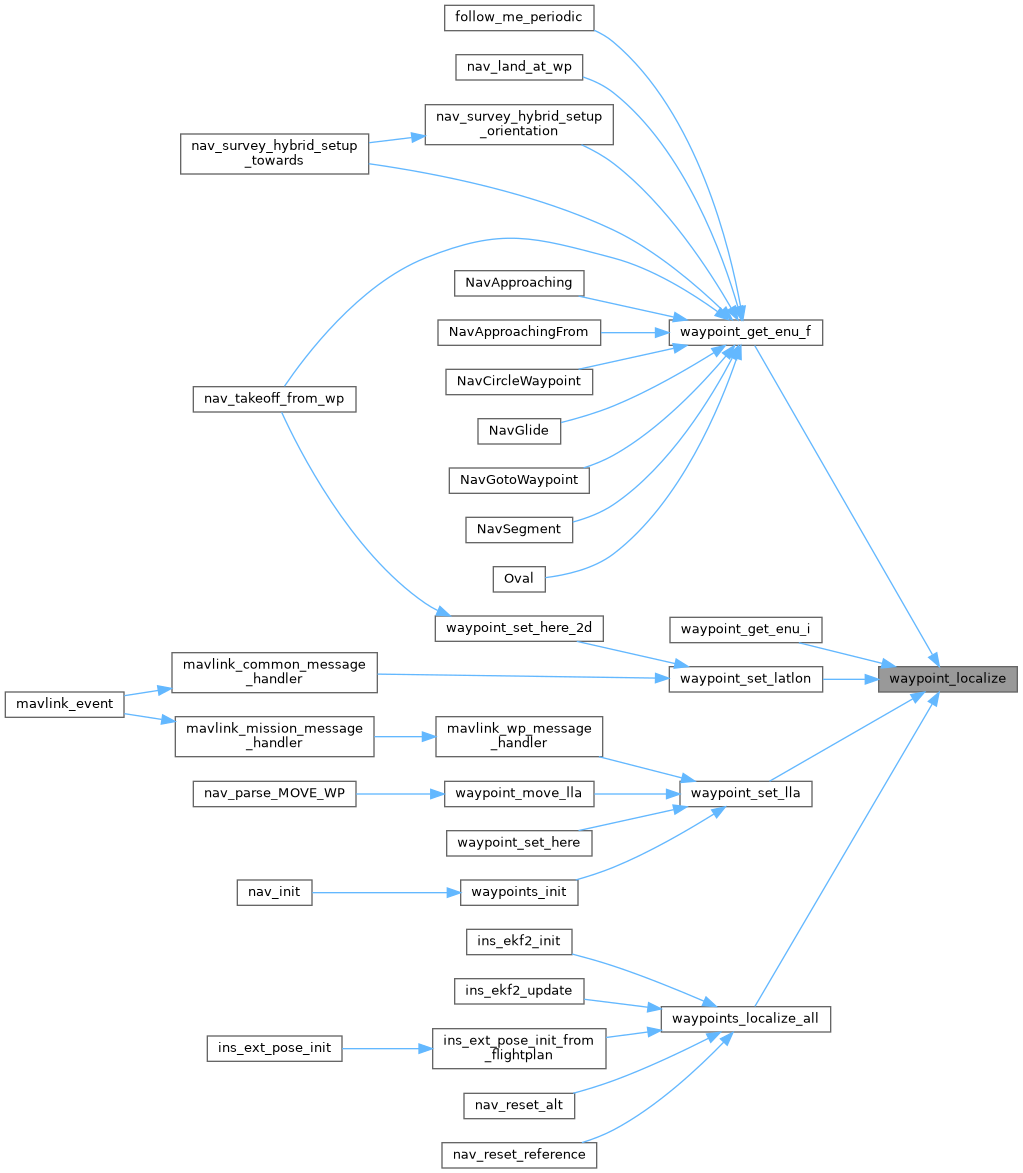 follow_me_periodic
nav_land_at_wp
nav_survey_hybrid_setup
_orientation
nav_survey_hybrid_setup
_towards
NavApproaching
NavApproachingFrom
waypoint_get_enu_f
NavCircleWaypoint
nav_takeoff_from_wp
NavGlide
NavGotoWaypoint
NavSegment
Oval
waypoint_set_here_2d
waypoint_get_enu_i
mavlink_common_message
_handler
waypoint_set_latlon
waypoint_localize
mavlink_event
mavlink_mission_message
_handler
mavlink_wp_message
_handler
nav_parse_MOVE_WP
waypoint_move_lla
waypoint_set_lla
waypoint_set_here
nav_init
waypoints_init
ins_ekf2_init
ins_ekf2_update
waypoints_localize_all
ins_ext_pose_init
ins_ext_pose_init_from
_flightplan
nav_reset_alt
nav_reset_reference